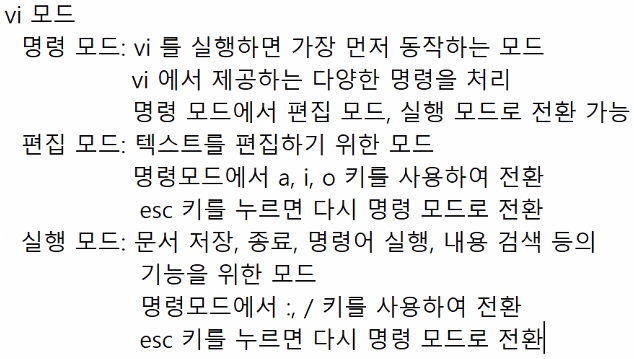 vi 모드
명령 모드: vi 를 실행하면 가장 먼저 동작하는 모드
vi 에서 제공하는 다양한 명령을 처리
명령 모드에서 편집 모드, 실행 모드로 전환 가능
편집 모드: 텍스트를 편집하기 위한 모드
명령모드에서 a, i, o 키를 사용하여 전환
esc 키를 누르면 다시 명령 모드로 전환
실행 모드: 문서 저장, 종료, 명령어 실행, 내용 검색 등의
기능을 위한 모드
명령모드에서 :, / 키를 사용하여 전환
esc 키를 누르면 다시 명령 모드로 전환